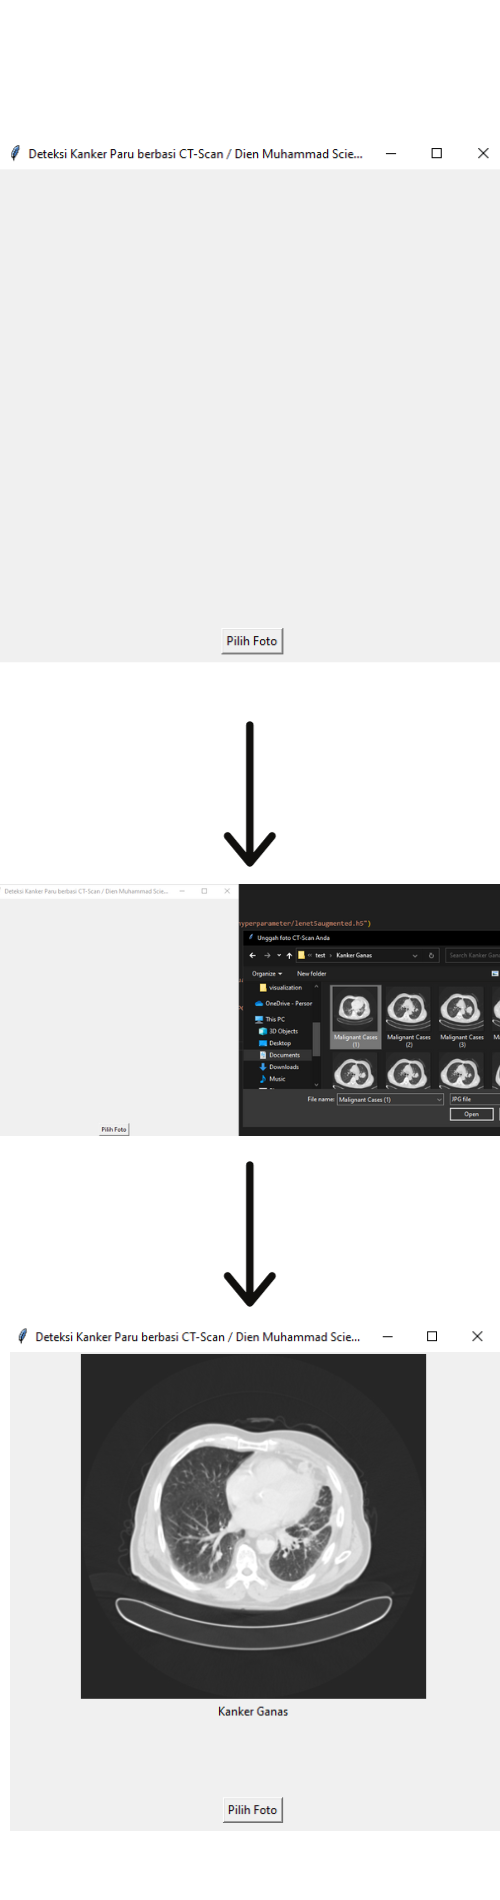 Deteksi Kanker Paru berbasi CT-Scan / Dien Muhammad Scie...
Pilih Foto
Deteksi Kanker Paru berbasi CT-Scan / Dien Muhammad Scie...
Pilih Foto
hyperparameter/lenet5augmented.h5")
Unggah foto CT-Scan Anda
test › Kanker Ganas
Search Kanker Gana
Organize
New folder
visualization
OneDrive - Person
This PC
3D Objects
Desktop
Documents
Downloads
Music
Malignant Cases (1)
Malignant Cases (2)
Malignant Cases (3)
File name:
Malignant Cases (1)
JPG file
Open
Deteksi Kanker Paru berbasi CT-Scan / Dien Muhammad Scie...
Kanker Ganas
Pilih Foto